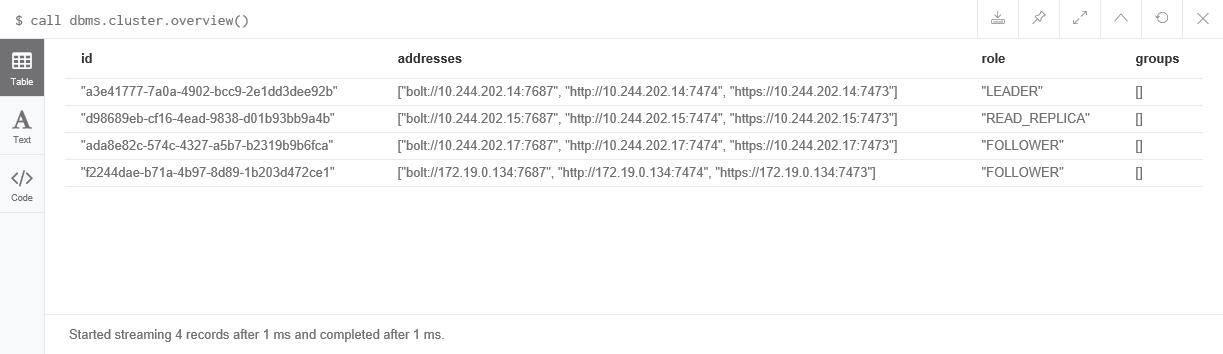 $ call dbms.cluster.overview()
Table
Text
Code
id addresses role groups
"a3e41777-7a0a-4902-bcc9-2e1dd3dee92b" ["bolt://10.244.202.14:7687", "http://10.244.202.14:7474", "https://10.244.202.14:7473"] "LEADER" []
"d98689eb-cf16-4ead-9838-d01b93bb9a4b" ["bolt://10.244.202.15:7687", "http://10.244.202.15:7474", "https://10.244.202.15:7473"] "READ_REPLICA" []
"ada8e82c-574c-4327-a5b7-b2319b9b6fca" ["bolt://10.244.202.17:7687", "http://10.244.202.17:7474", "https://10.244.202.17:7473"] "FOLLOWER" []
"f2244dae-b71a-4b97-8d89-1b203d472ce1" ["bolt://172.19.0.134:7687", "http://172.19.0.134:7474", "https://172.19.0.134:7473"] "FOLLOWER" []
Started streaming 4 records after 1 ms and completed after 1 ms.